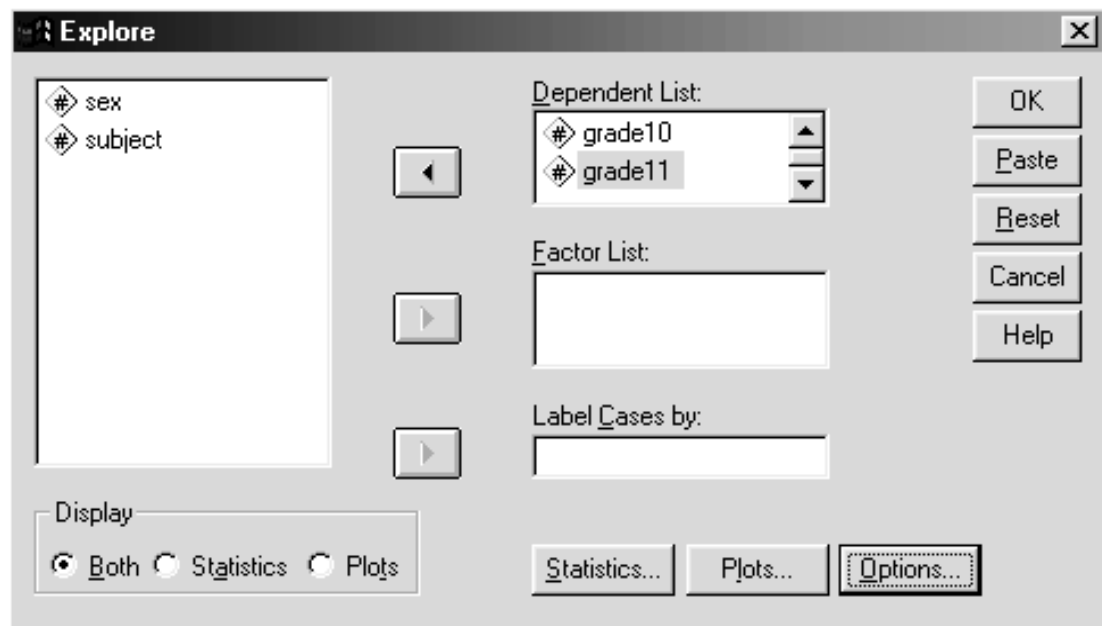 Explore
sex
subject
Dependent List:
grade10
grade11
Factor List:
Label Cases by:
OK
Paste
Reset
Cancel
Help
Display
Both Statistics Plots
Statistics... Plots... Options...